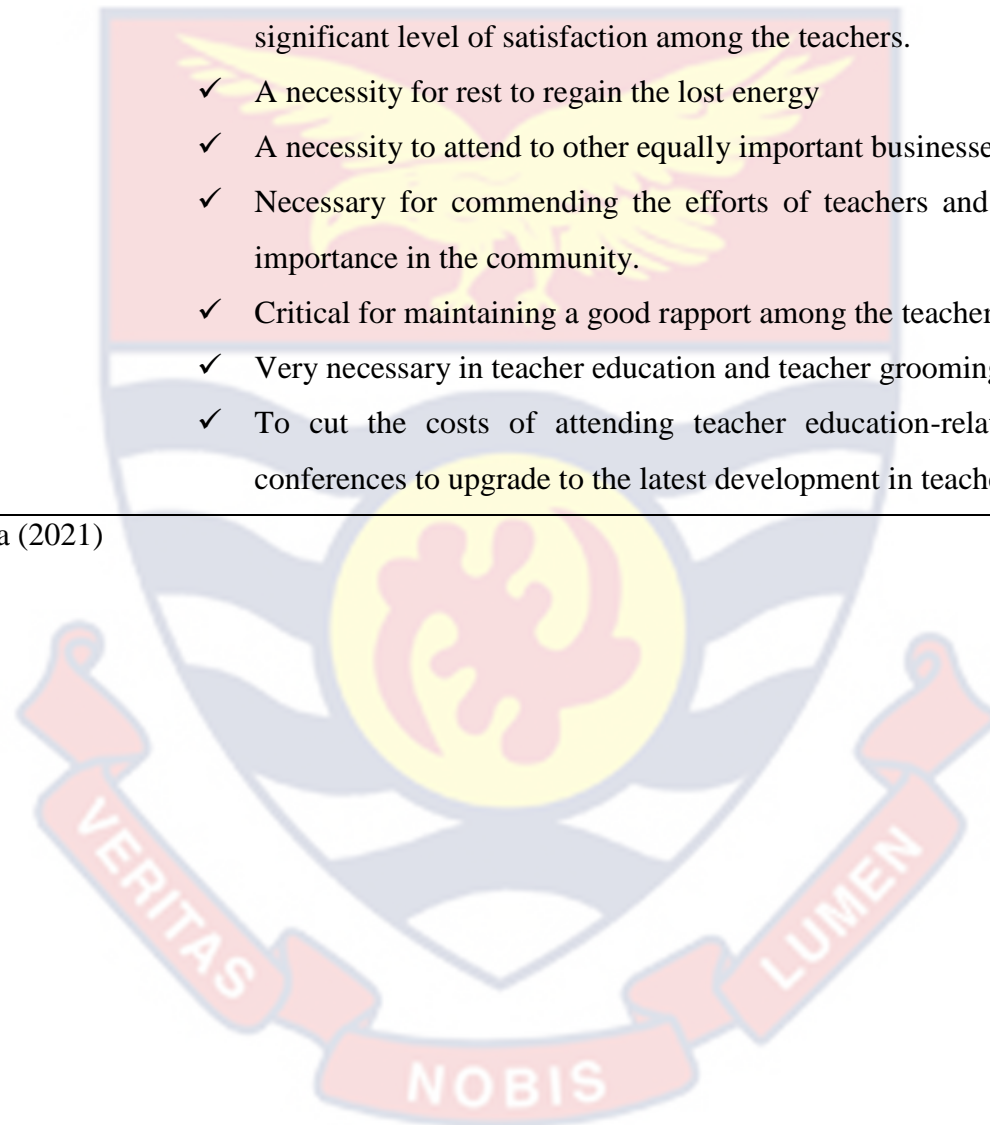 significant level of satisfaction among the teachers.
✓ A necessity for rest to regain the lost energy
✓ A necessity to attend to other equally important businesse
✓ Necessary for commending the efforts of teachers and
importance in the community.
✓ Critical for maintaining a good rapport among the teacher
✓ Very necessary in teacher education and teacher grooming
✓ To cut the costs of attending teacher education-rela
conferences to upgrade to the latest development in teach
a (2021)
VERITAS
NOBIS
LUMEN